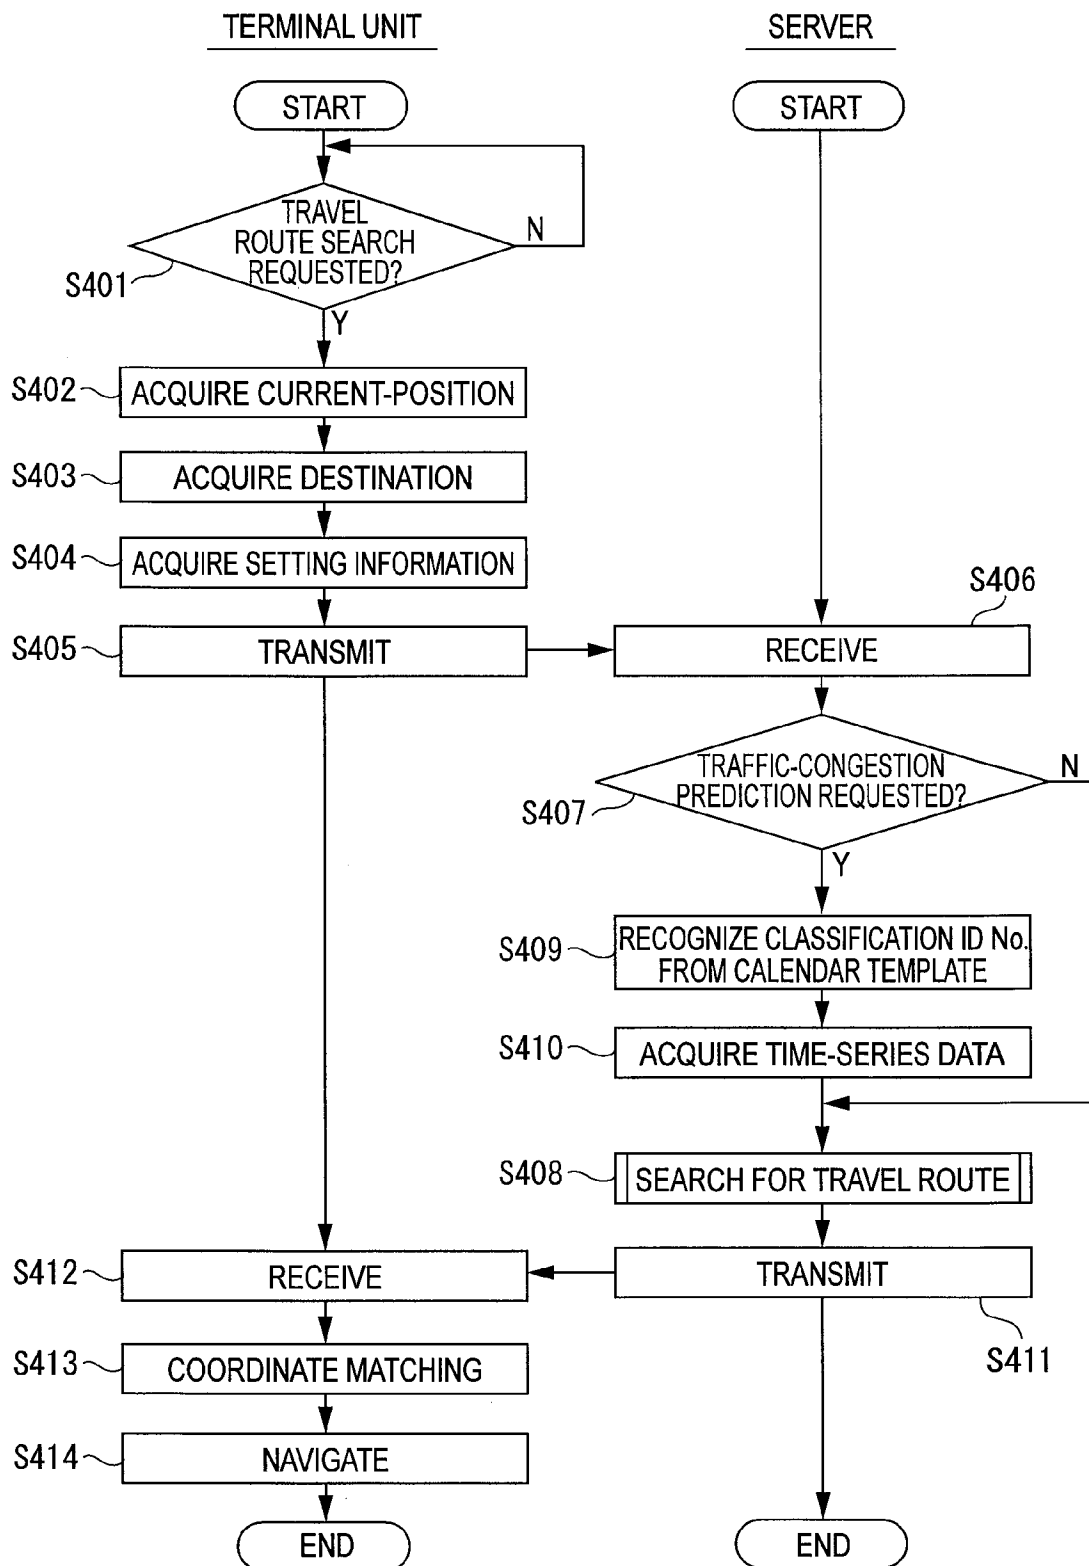 TERMINAL UNIT
SERVER
START
START
TRAVEL
ROUTE SEARCH
REQUESTED?
N
S401
Y
S402
ACQUIRE CURRENT-POSITION
S403
ACQUIRE DESTINATION
S404
ACQUIRE SETTING INFORMATION
S406
S405
TRANSMIT
RECEIVE
TRAFFIC-CONGESTION
PREDICTION REQUESTED?
N
S407
Y
S409
RECOGNIZE CLASSIFICATION ID No.
FROM CALENDAR TEMPLATE
S410
ACQUIRE TIME-SERIES DATA
S408
SEARCH FOR TRAVEL ROUTE
S412
RECEIVE
TRANSMIT
S411
S413
COORDINATE MATCHING
S414
NAVIGATE
END
END